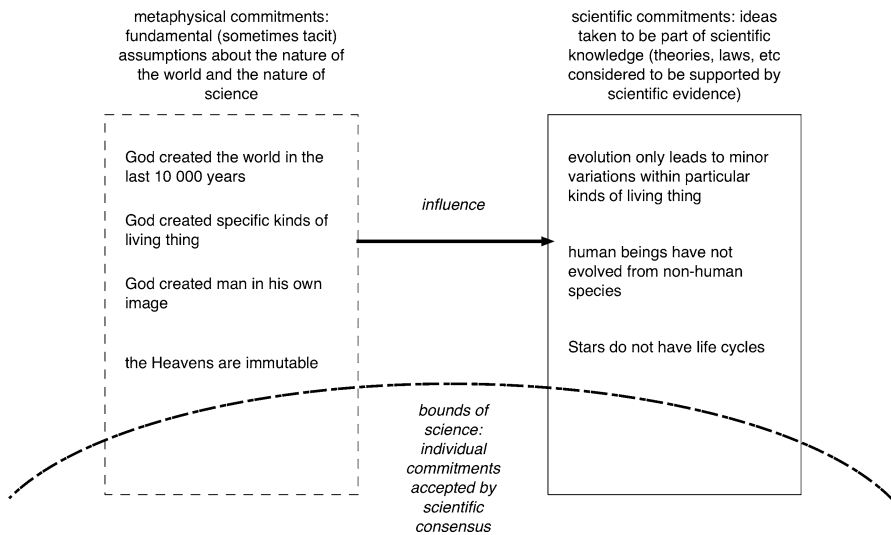 metaphysical commitments:
fundamental (sometimes tacit)
assumptions about the nature of
the world and the nature of
science
scientific commitments: ideas
taken to be part of scientific
knowledge (theories, laws, etc
considered to be supported by
scientific evidence)
God created the world in the
last 10 000 years
God created specific kinds of
living thing
God created man in his own
image
the Heavens are immutable
influence
evolution only leads to minor
variations within particular
kinds of living thing
human beings have not
evolved from non-human
species
Stars do not have life cycles
bounds of
science:
individual
commitments
accepted by
scientific
consensus